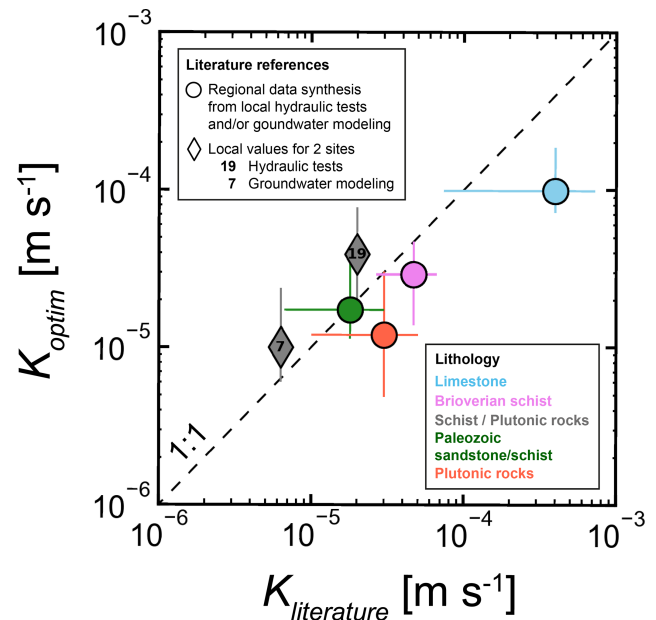 10⁻³
Literature references
Regional data synthesis
from local hydraulic tests
and/or goundwater modeling
Local values for 2 sites
19 Hydraulic tests
7 Groundwater modeling
10⁻⁴
19
K_optim [m s⁻¹]
10⁻⁵
7
Lithology
Limestone
Brioverian schist
Schist / Plutonic rocks
Paleozoic
sandstone/schist
Plutonic rocks
1:1
10⁻⁶
10⁻⁶ 10⁻⁵ 10⁻⁴ 10⁻³
K_literature [m s⁻¹]